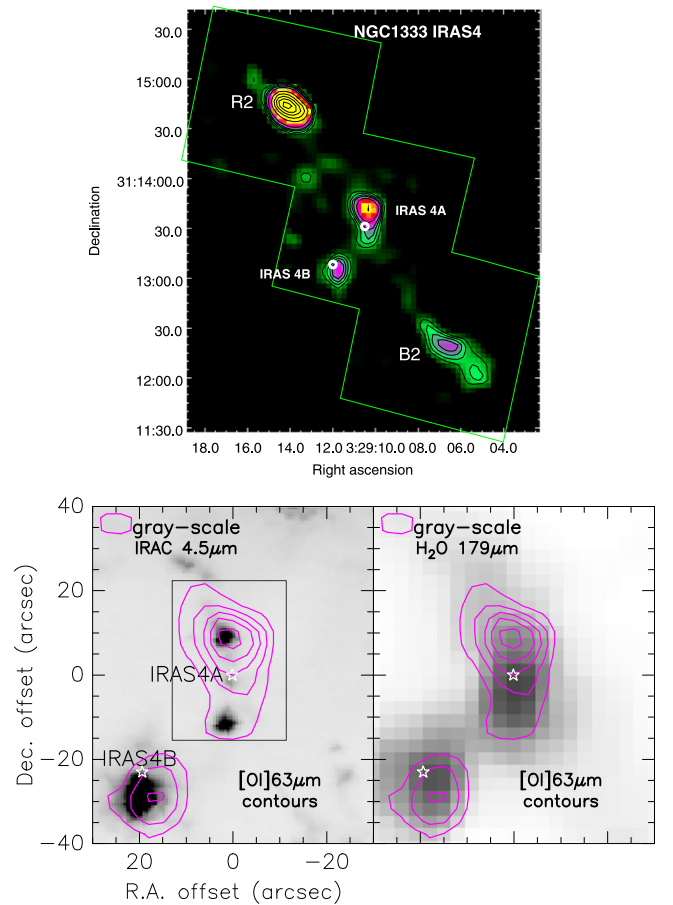 NGC1333 IRAS4
30.0
15:00.0
R2
30.0
31:14:00.0
IRAS 4A
30.0
Declination
IRAS 4B
13:00.0
30.0
B2
12:00.0
11:30.0
18.0 16.0 14.0 12.0 3:29:10.0 08.0 06.0 04.0
Right ascension
40
gray-scale
IRAC 4.5μm
gray-scale
H₂O 179μm
20
IRAS4A
0
Dec. offset (arcsec)
-20
IRAS4B
[OI]63μm
contours
[OI]63μm
contours
-40
20 0 -20
R.A. offset (arcsec)